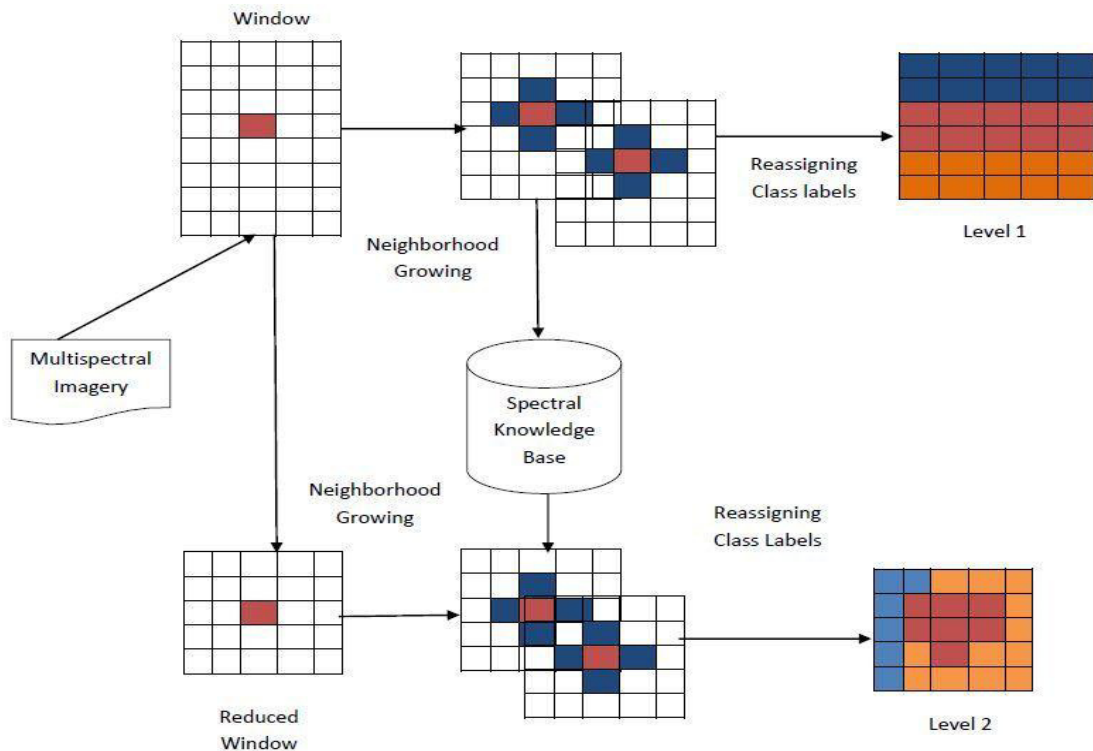 Window
Reassigning
Class labels
Level 1
Neighborhood
Growing
Multispectral
Imagery
Spectral
Knowledge
Base
Neighborhood
Growing
Reassigning
Class Labels
Reduced
Window
Level 2